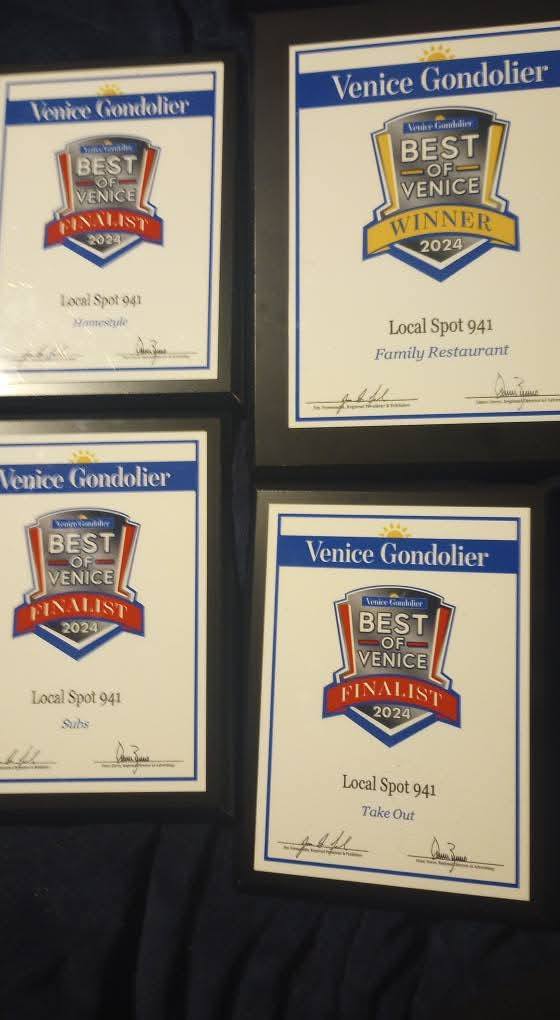 Venice Gondolier
Venice Gondolier
BEST
OF
VENICE
FINALIST
2024
Local Spot 941
Homestyle
Venice Gondolier
Venice Gondolier
BEST
OF
VENICE
WINNER
2024
Local Spot 941
Family Restaurant
Venice Gondolier
Venice Gondolier
BEST
OF
VENICE
FINALIST
2024
Local Spot 941
Subs
Venice Gondolier
Venice Gondolier
BEST
OF
VENICE
FINALIST
2024
Local Spot 941
Take Out